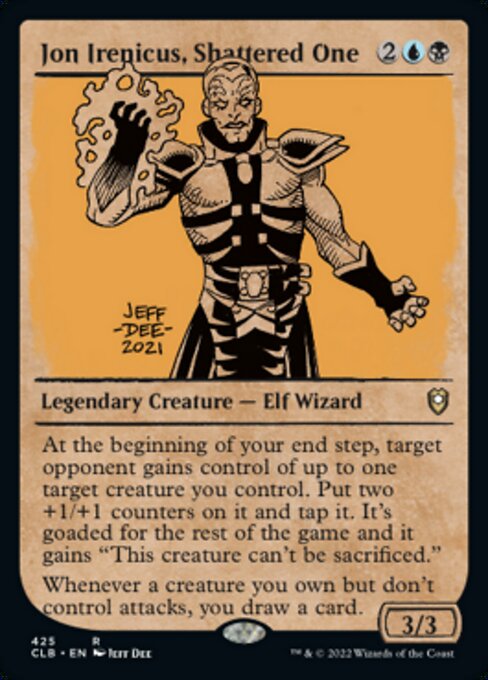 Jon Irenicus, Shattered One 2
JEFF
-DEE-
2021
Legendary Creature — Elf Wizard
At the beginning of your end step, target
opponent gains control of up to one
target creature you control. Put two
+1/+1 counters on it and tap it. It's
goaded for the rest of the game and it
gains “This creature can't be sacrificed.”
Whenever a creature you own but don't
control attacks, you draw a card.
3/3
425 R
CLB • EN Jeff Dee
™ & © 2022 Wizards of the Coast